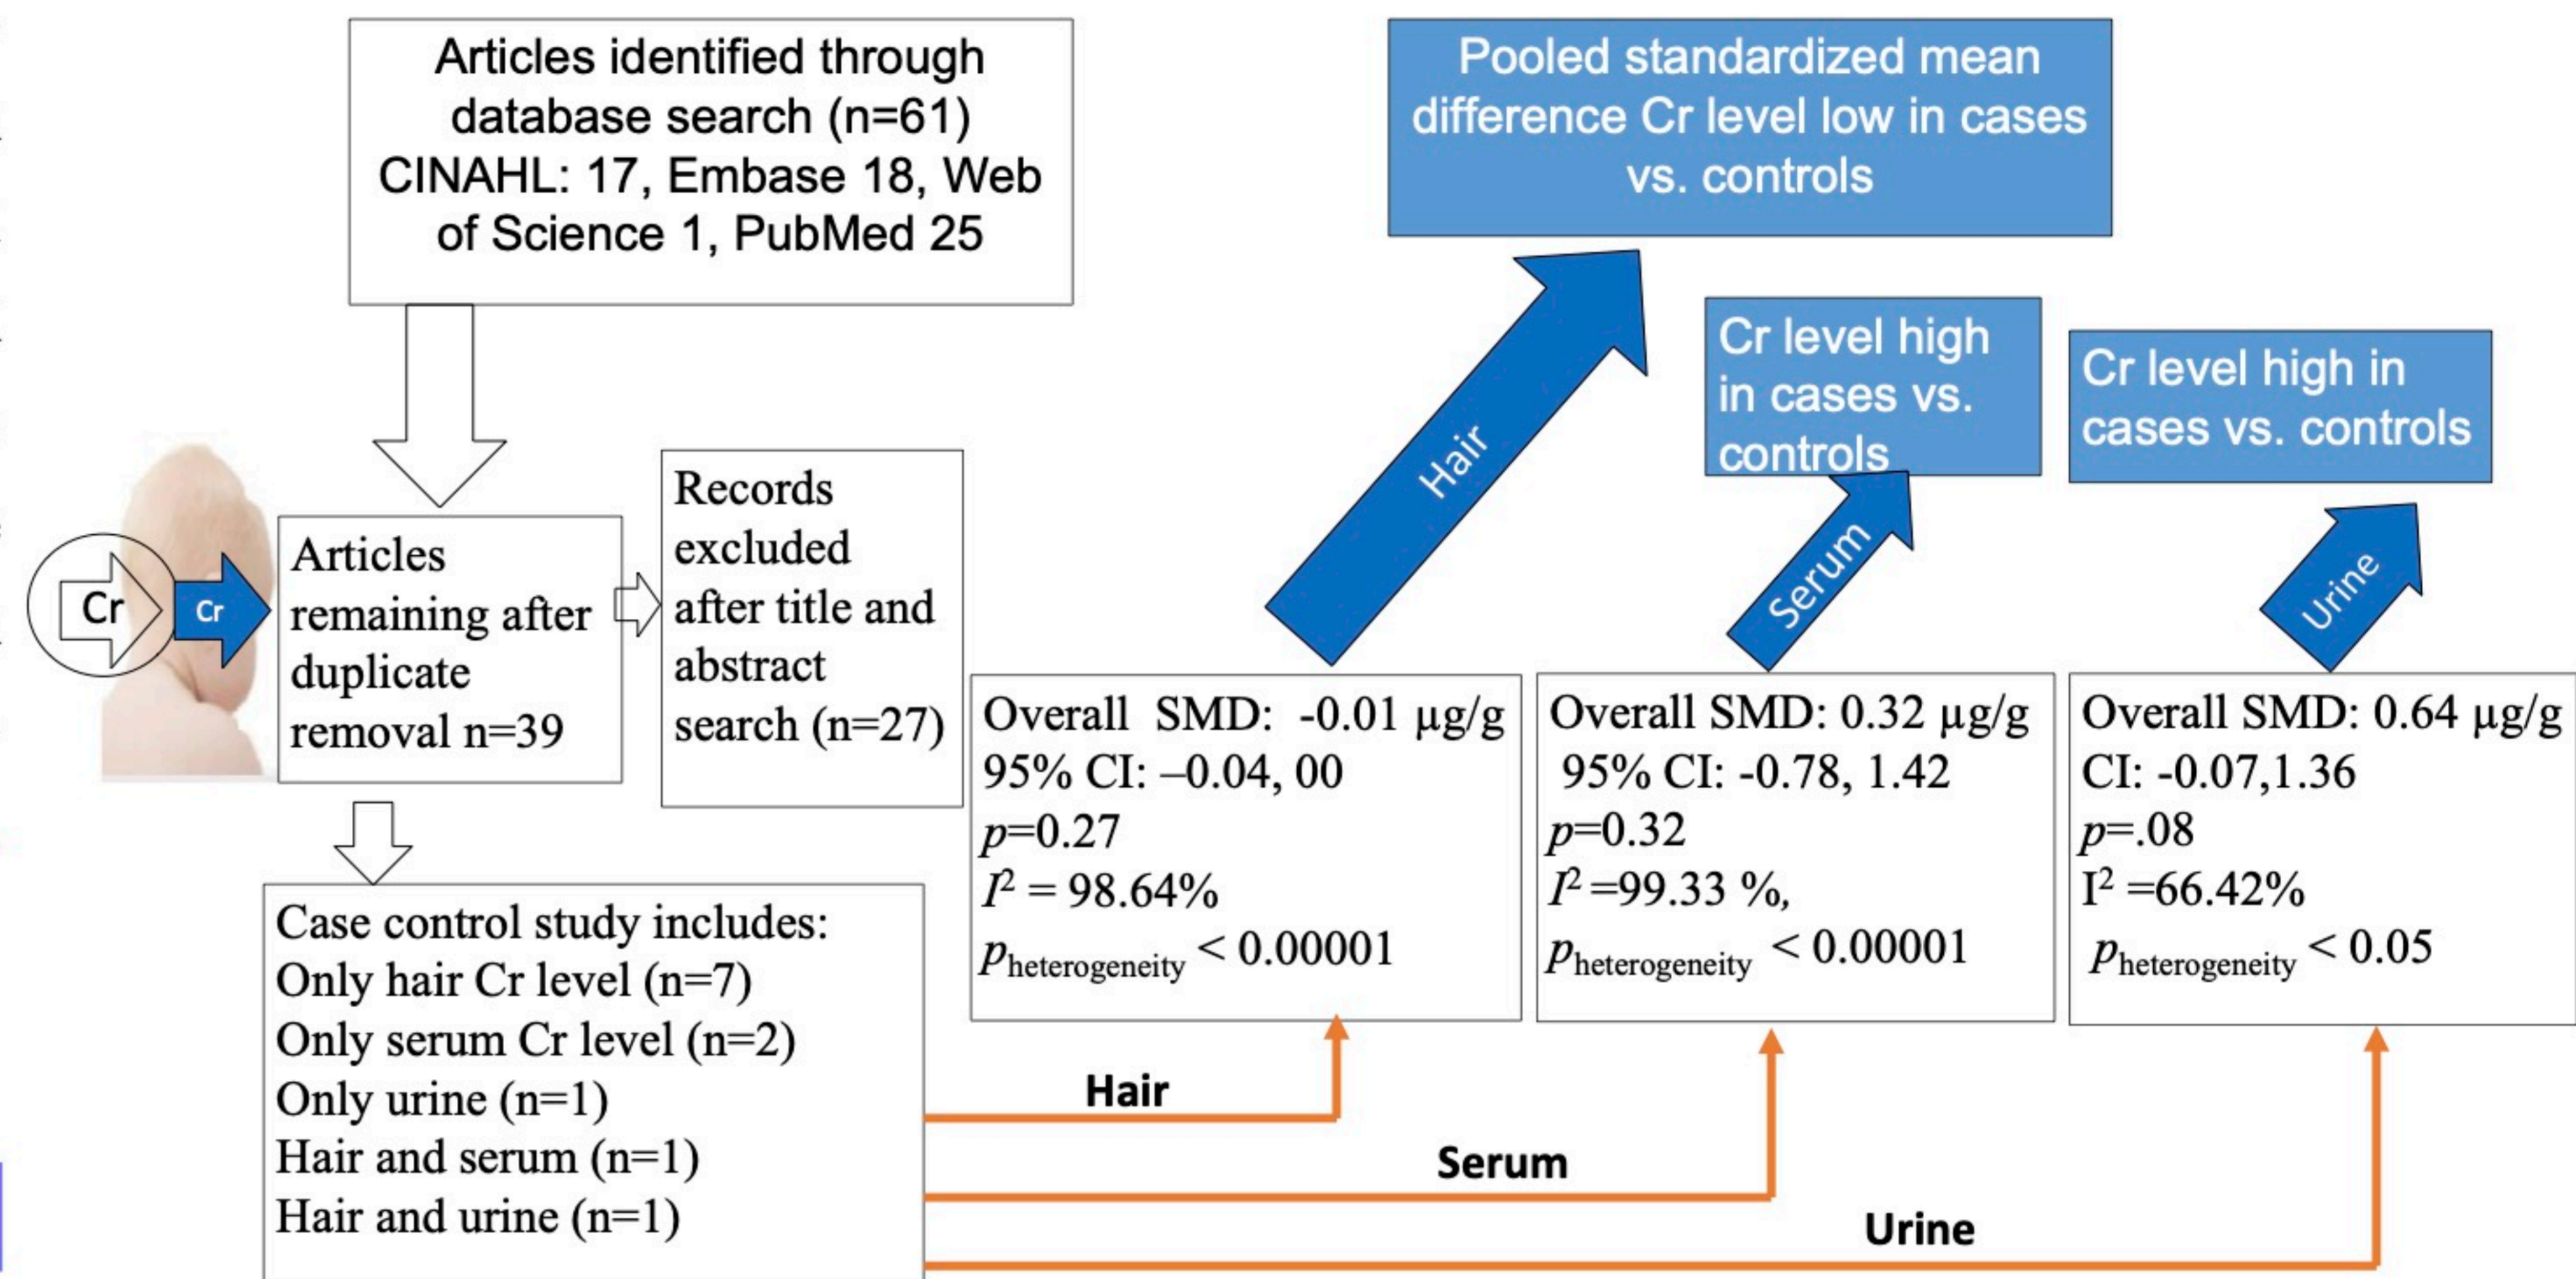 Articles identified through
database search (n=61)
CINAHL: 17, Embase 18, Web
of Science 1, PubMed 25
Pooled standardized mean
difference Cr level low in cases
vs. controls
Cr level high
in cases vs.
controls
Cr level high in
cases vs. controls
Hair
Serum
Urine
Cr
Cr
Articles
remaining after
duplicate
removal n=39
Records
excluded
after title and
abstract
search (n=27)
Overall SMD: -0.01 µg/g
95% CI: –0.04, 00
p=0.27
I² = 98.64%
pheterogeneity < 0.00001
Overall SMD: 0.32 µg/g
95% CI: -0.78, 1.42
p=0.32
I² =99.33 %,
pheterogeneity < 0.00001
Overall SMD: 0.64 µg/g
CI: -0.07,1.36
p=.08
I² =66.42%
pheterogeneity < 0.05
Case control study includes:
Only hair Cr level (n=7)
Only serum Cr level (n=2)
Only urine (n=1)
Hair and serum (n=1)
Hair and urine (n=1)
Hair
Serum
Urine